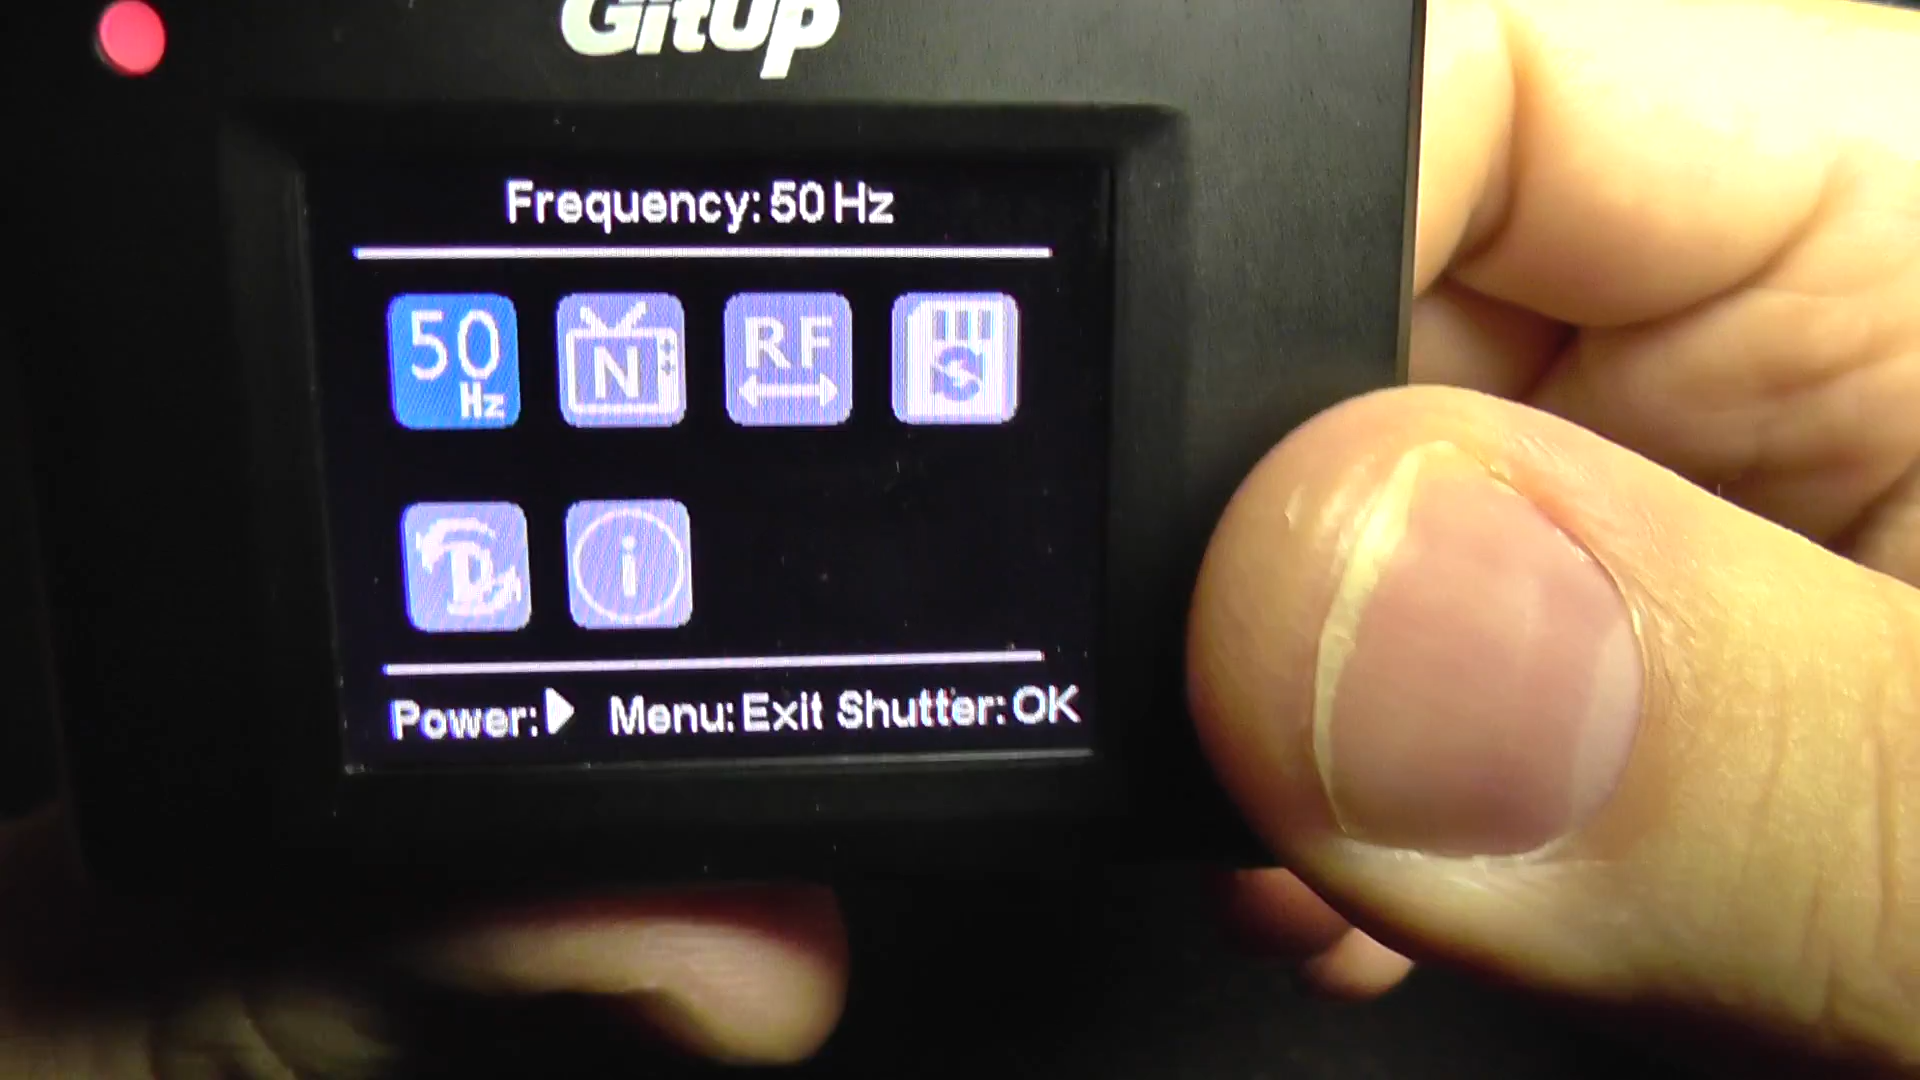 GitUp
Frequency: 50 Hz
50 Hz
N
RF
S
D
i
Power: Menu: Exit Shutter: OK